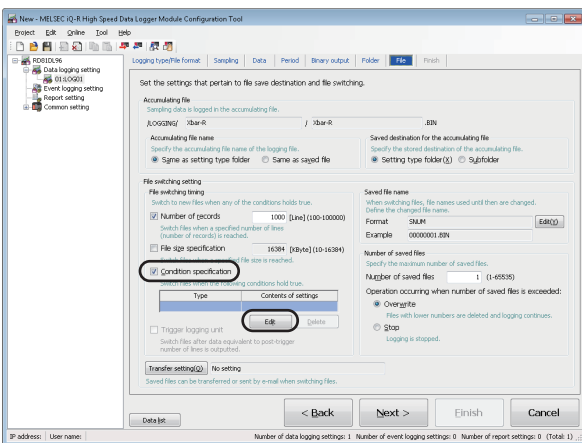 New - MELSEC iQ-R High Speed Data Logger Module Configuration Tool
Project Edit Online Tool Help
RD81DL96
Data logging setting
01:LOG01
Event logging setting
Report setting
Common setting
Logging type/File format Sampling Data Period Binary output Folder File Finish
Set the settings that pertain to file save destination and file switching.
Accumulating file
Sampling data is logged in the accumulating file.
/LOGGING/ Xbar-R / Xbar-R .BIN
Accumulating file name
Specify the accumulating file name of the logging file.
Same as setting type folder Same as saved file
Saved destination for the accumulating file
Specify the stored destination of the accumulating file.
Setting type folder(X) Subfolder
File switching setting
File switching timing
Switch to new files when any of the conditions holds true.
Number of records 1000 [Line] (100-100000)
Switch files when a specified number of lines
(number of records) is reached.
File size specification 16384 [KByte] (10-16384)
Switch files when a specified file size is reached.
Condition specification
Switch files when the following conditions hold true.
Type Contents of settings
Edit Delete
Trigger logging unit
Switch files after data equivalent to post-trigger
number of lines is outputted.
Saved file name
When switching files, file names used until then are changed.
Define the changed file name.
Format SNUM Edit(Y)
Example 00000001.BIN
Number of saved files
Specify the maximum number of saved files.
Number of saved files 1 (1-65535)
Operation occurring when number of saved files is exceeded:
Overwrite
Files with lower numbers are deleted and logging continues.
Stop
Logging is stopped.
Transfer setting(O) No setting
Saved files can be transferred or sent by e-mail when switching files.
Data list < Back Next > Finish Cancel
IP address: User name: Number of data logging settings: 1 Number of event logging settings: 0 Number of report settings: 0 (Total: 1)